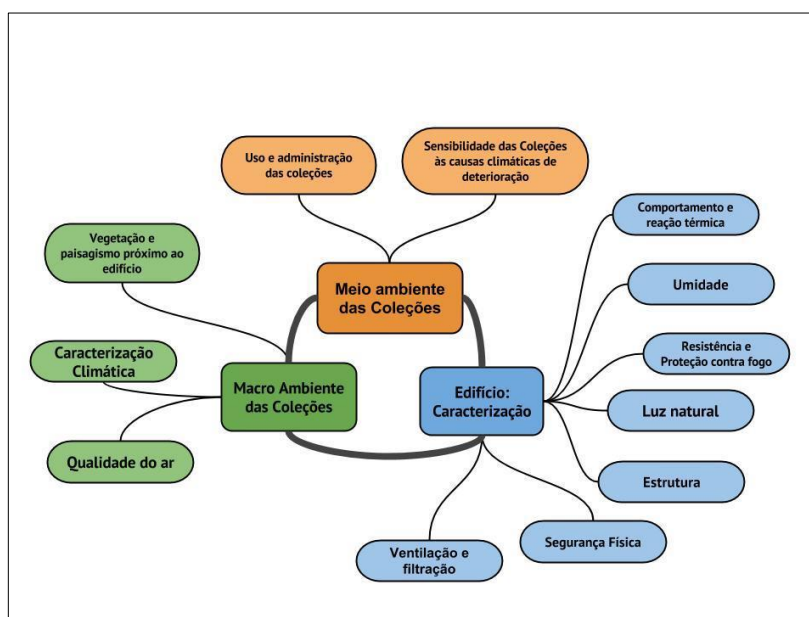 Uso e administração
das coleções
Sensibilidade das Coleções
às causas climáticas de
deterioração
Comportamento e
reação térmica
Vegetação e
paisagismo próximo ao
edifício
Meio ambiente
das Coleções
Umidade
Caracterização
Climática
Resistência e
Proteção contra fogo
Macro Ambiente
das Coleções
Edifício:
Caracterização
Luz natural
Qualidade do ar
Estrutura
Segurança Física
Ventilação e
filtração